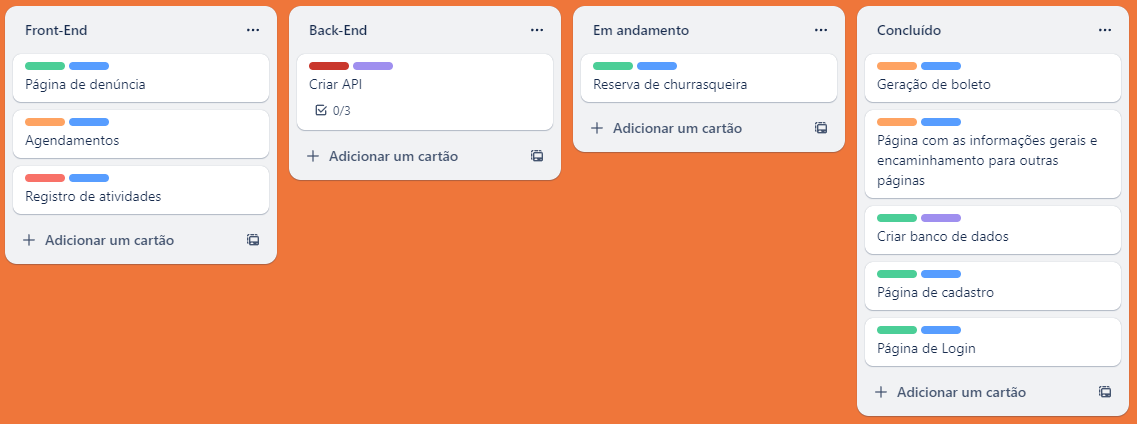 Front-End
Página de denúncia
Agendamentos
Registro de atividades
Adicionar um cartão
Back-End
Criar API
0/3
Adicionar um cartão
Em andamento
Reserva de churrasqueira
Adicionar um cartão
Concluído
Geração de boleto
Página com as informações gerais e
encaminhamento para outras
páginas
Criar banco de dados
Página de cadastro
Página de Login
Adicionar um cartão